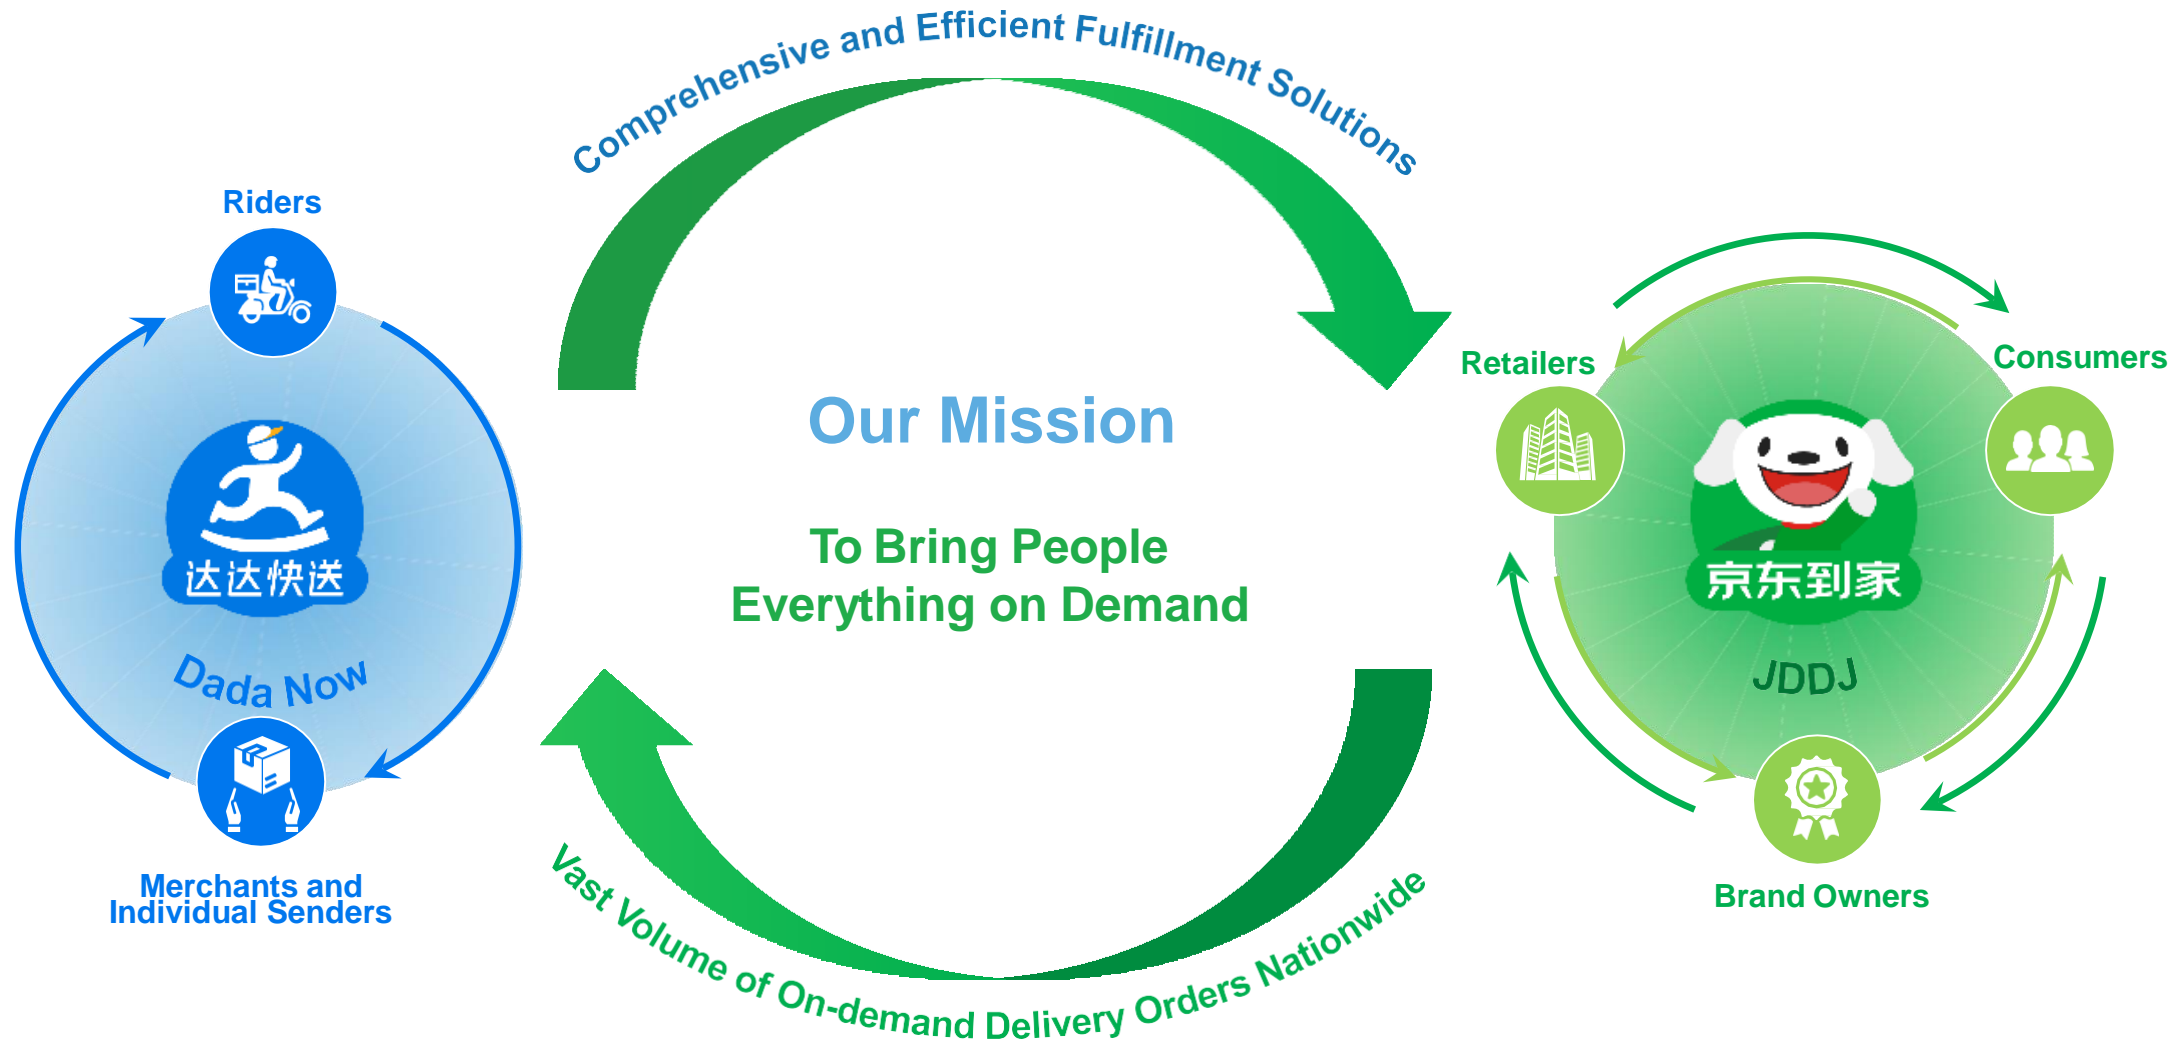 Comprehensive and Efficient Fulfillment Solutions
Riders
达达快送
Dada Now
Merchants and
Individual Senders
Our Mission
To Bring People
Everything on Demand
Retailers
Consumers
京东到家
JDDJ
Brand Owners
Vast Volume of On-demand Delivery Orders Nationwide